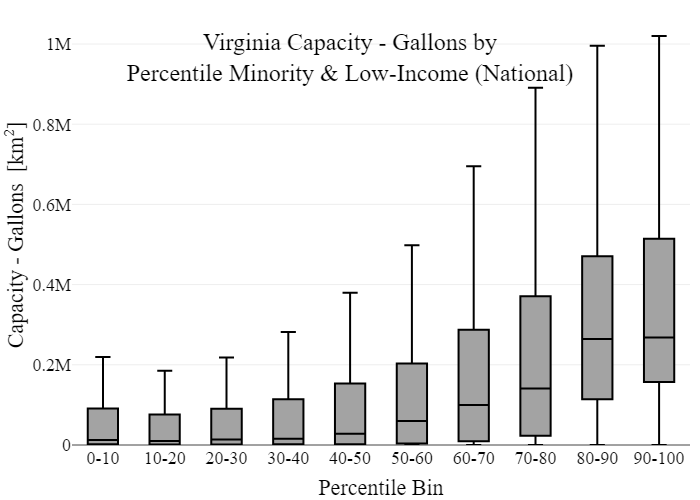 Virginia Capacity - Gallons by
Percentile Minority & Low-Income (National)
Capacity - Gallons [km²]
1M
0.8M
0.6M
0.4M
0.2M
0
0-10 10-20 20-30 30-40 40-50 50-60 60-70 70-80 80-90 90-100
Percentile Bin